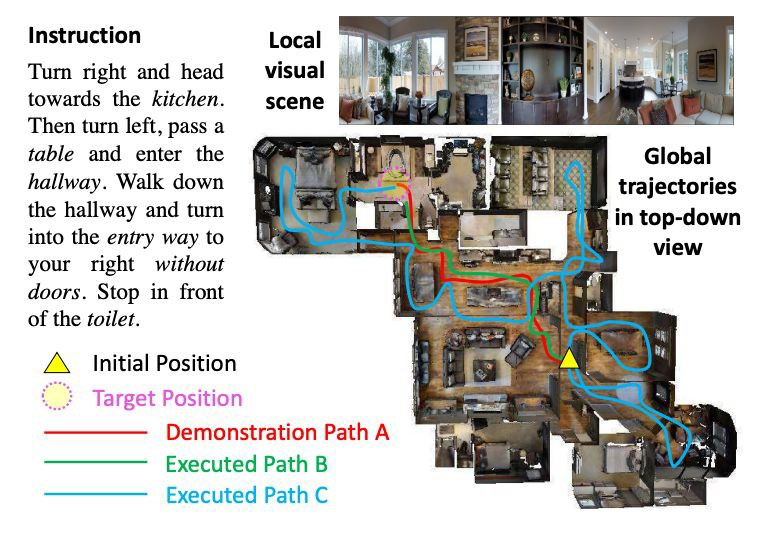 Instruction
Turn right and head
towards the kitchen.
Then turn left, pass a
table and enter the
hallway. Walk down
the hallway and turn
into the entry way to
your right without
doors. Stop in front
of the toilet.
Local
visual
scene
Global
trajectories
in top-down
view
Initial Position
Target Position
Demonstration Path A
Executed Path B
Executed Path C